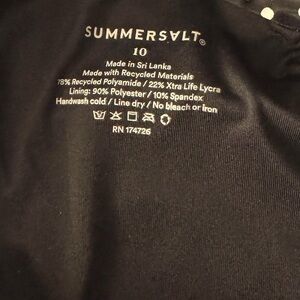 SUMMERSALT®
10
Made in Sri Lanka
Made with Recycled Materials
78% Recycled Polyamide / 22% Xtra Life Lycra
Lining: 90% Polyester / 10% Spandex
Handwash cold / Line dry / No bleach or Iron
RN 174726